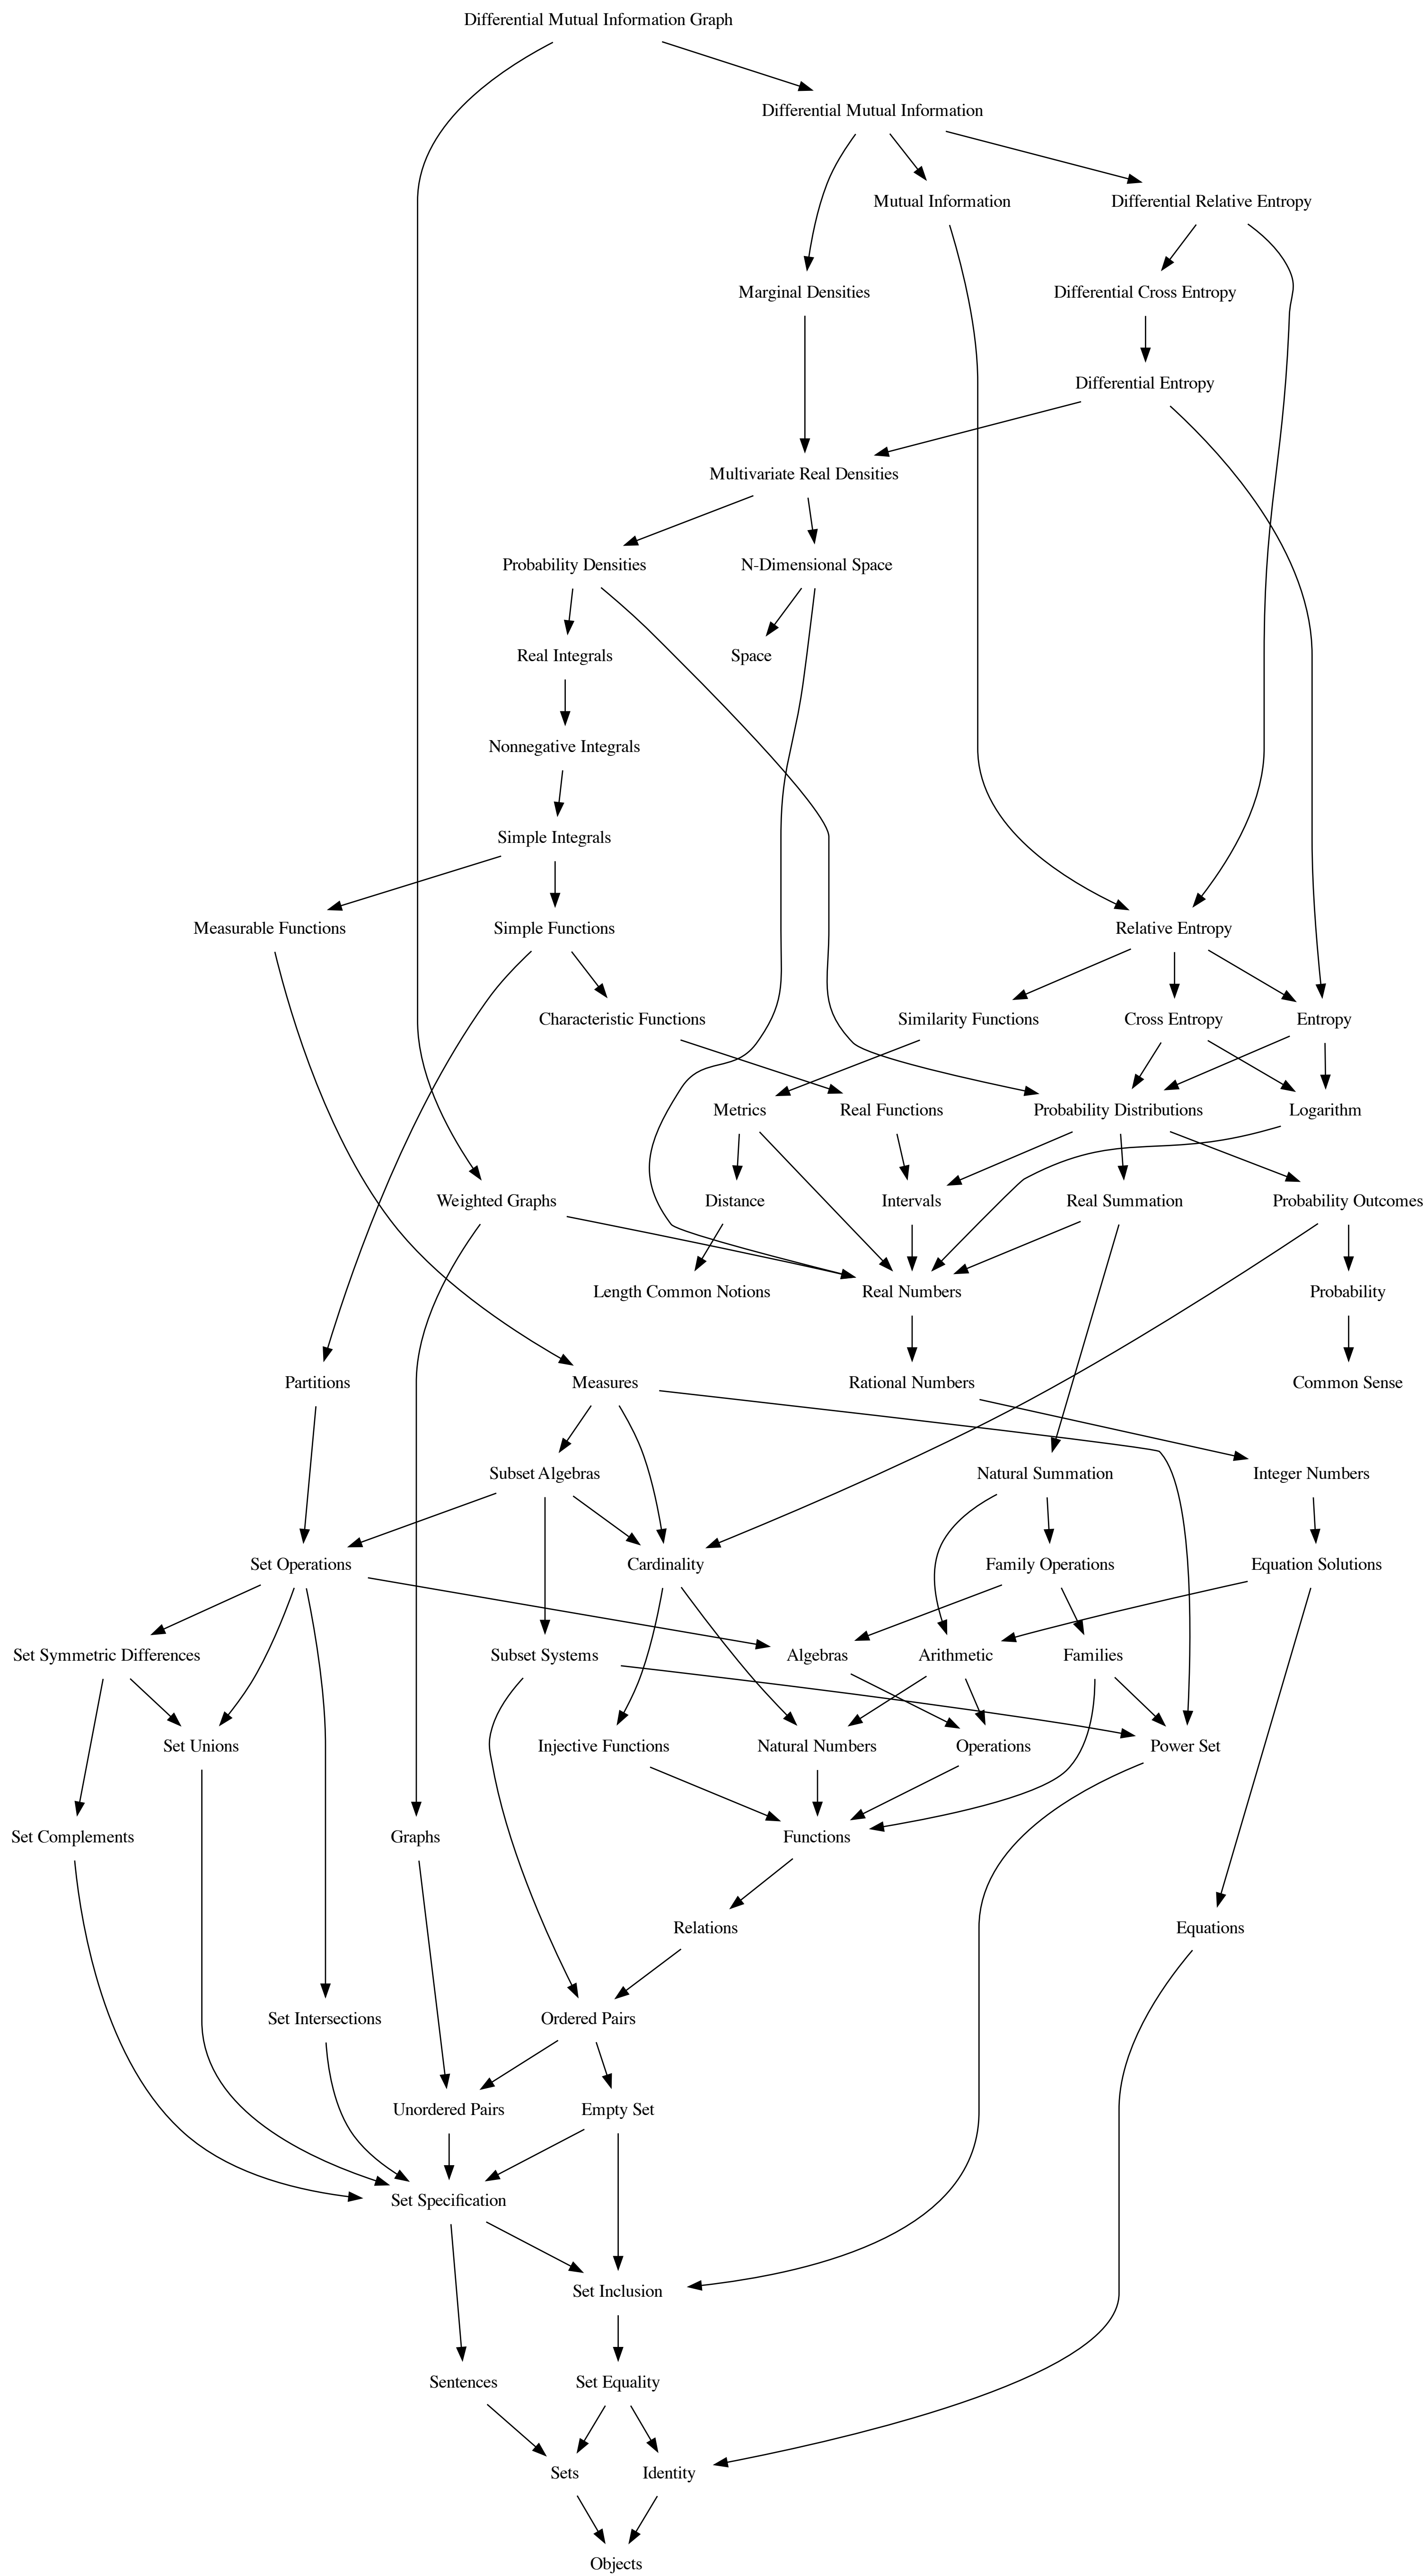 Differential Mutual Information Graph
Differential Mutual Information
Mutual Information
Differential Relative Entropy
Marginal Densities
Differential Cross Entropy
Differential Entropy
Multivariate Real Densities
Probability Densities
N-Dimensional Space
Real Integrals
Space
Nonnegative Integrals
Simple Integrals
Measurable Functions
Simple Functions
Relative Entropy
Characteristic Functions
Similarity Functions
Cross Entropy
Entropy
Metrics
Real Functions
Probability Distributions
Logarithm
Weighted Graphs
Distance
Intervals
Real Summation
Probability Outcomes
Length Common Notions
Real Numbers
Probability
Partitions
Measures
Rational Numbers
Common Sense
Subset Algebras
Natural Summation
Integer Numbers
Set Operations
Cardinality
Family Operations
Equation Solutions
Set Symmetric Differences
Subset Systems
Algebras
Arithmetic
Families
Set Unions
Injective Functions
Natural Numbers
Operations
Power Set
Set Complements
Graphs
Functions
Relations
Equations
Set Intersections
Ordered Pairs
Unordered Pairs
Empty Set
Set Specification
Set Inclusion
Sentences
Set Equality
Sets
Identity
Objects